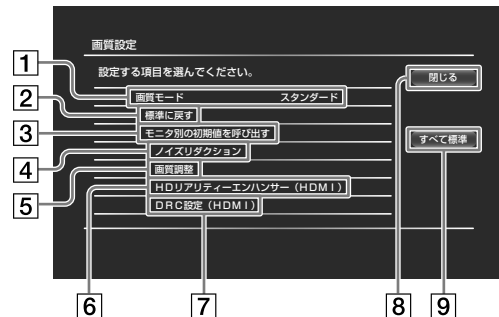 画質設定
設定する項目を選んでください。
閉じる
1
画質モード スタンダード
2
標準に戻す
3
モニタ別の初期値を呼び出す
すべて標準
4
ノイズリダクション
5
画質調整
HDリアリティーエンハンサー（HDMI）
DRC設定（HDMI）
6 7 8 9